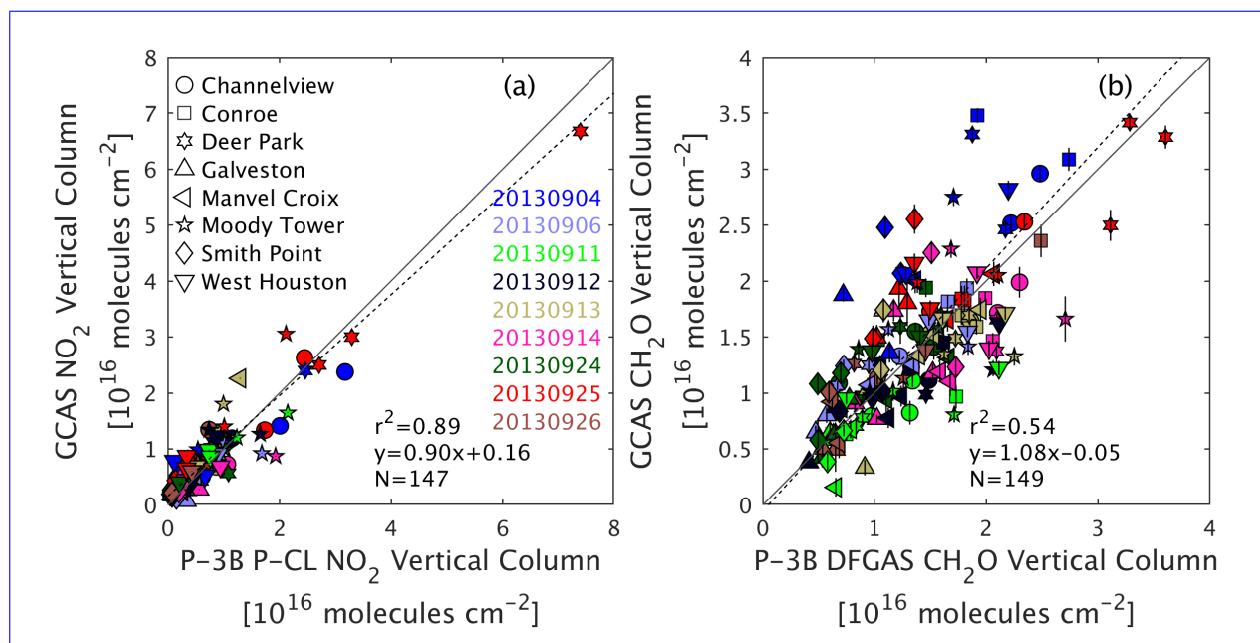 (a)
Channelview
Conroe
Deer Park
Galveston
Manvel Croix
Moody Tower
Smith Point
West Houston
20130904
20130906
20130911
20130912
20130913
20130914
20130924
20130925
20130926
r²=0.89
y=0.90x+0.16
N=147
8
7
6
5
4
3
2
1
0
0 2 4 6 8
GCAS NO₂ Vertical Column
[10¹⁶ molecules cm⁻²]
P−3B P−CL NO₂ Vertical Column
[10¹⁶ molecules cm⁻²]
(b)
r²=0.54
y=1.08x−0.05
N=149
4
3.5
3
2.5
2
1.5
1
0.5
0
0 1 2 3 4
GCAS CH₂O Vertical Column
[10¹⁶ molecules cm⁻²]
P−3B DFGAS CH₂O Vertical Column
[10¹⁶ molecules cm⁻²]